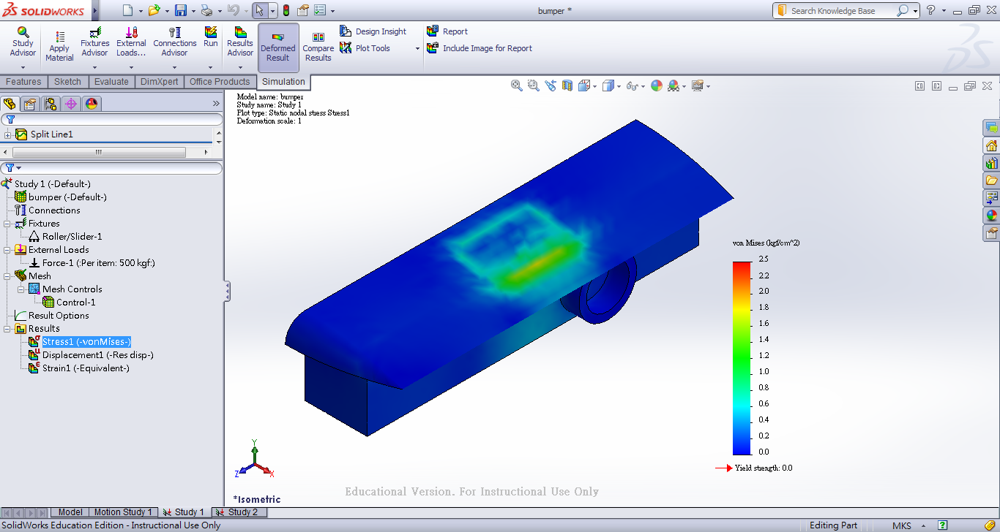 SOLIDWORKS
bumper *
Search Knowledge Base
Study Advisor
Apply Material
Fixtures Advisor
External Loads...
Connections Advisor
Run
Results Advisor
Deformed Result
Compare Results
Design Insight
Plot Tools
Report
Include Image for Report
Features
Sketch
Evaluate
DimXpert
Office Products
Simulation
Split Line1
Study 1 (-Default-)
bumper (-Default-)
Connections
Fixtures
Roller/Slider-1
External Loads
Force-1 (:Per item: 500 kgf:)
Mesh
Mesh Controls
Control-1
Result Options
Results
Stress1 (-vonMises-)
Displacement1 (-Res disp-)
Strain1 (-Equivalent-)
Model name: bumper
Study name: Study 1
Plot type: Static nodal stress Stress1
Deformation scale: 1
von Mises (kgf/cm^2)
2.5
2.2
2.0
1.8
1.6
1.4
1.2
1.0
0.8
0.6
0.4
0.2
0.0
Yield strength: 0.0
Y
Z
X
*Isometric
Educational Version. For Instructional Use Only
Model
Motion Study 1
Study 1
Study 2
SolidWorks Education Edition - Instructional Use Only
Editing Part
MKS